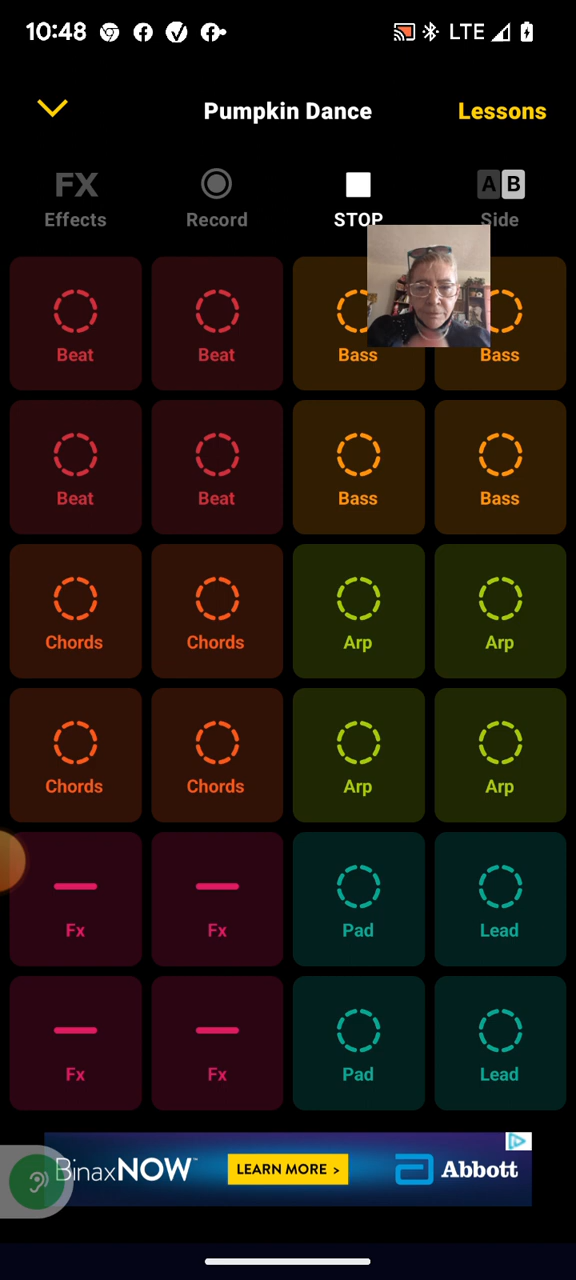 10:48 LTE
Pumpkin Dance Lessons
FX A B
Effects Record STOP Side
Beat Beat Bass Bass
Beat Beat Bass Bass
Chords Chords Arp Arp
Chords Chords Arp Arp
Fx Fx Pad Lead
Fx Fx Pad Lead
BinaxNOW™ LEARN MORE > Abbott